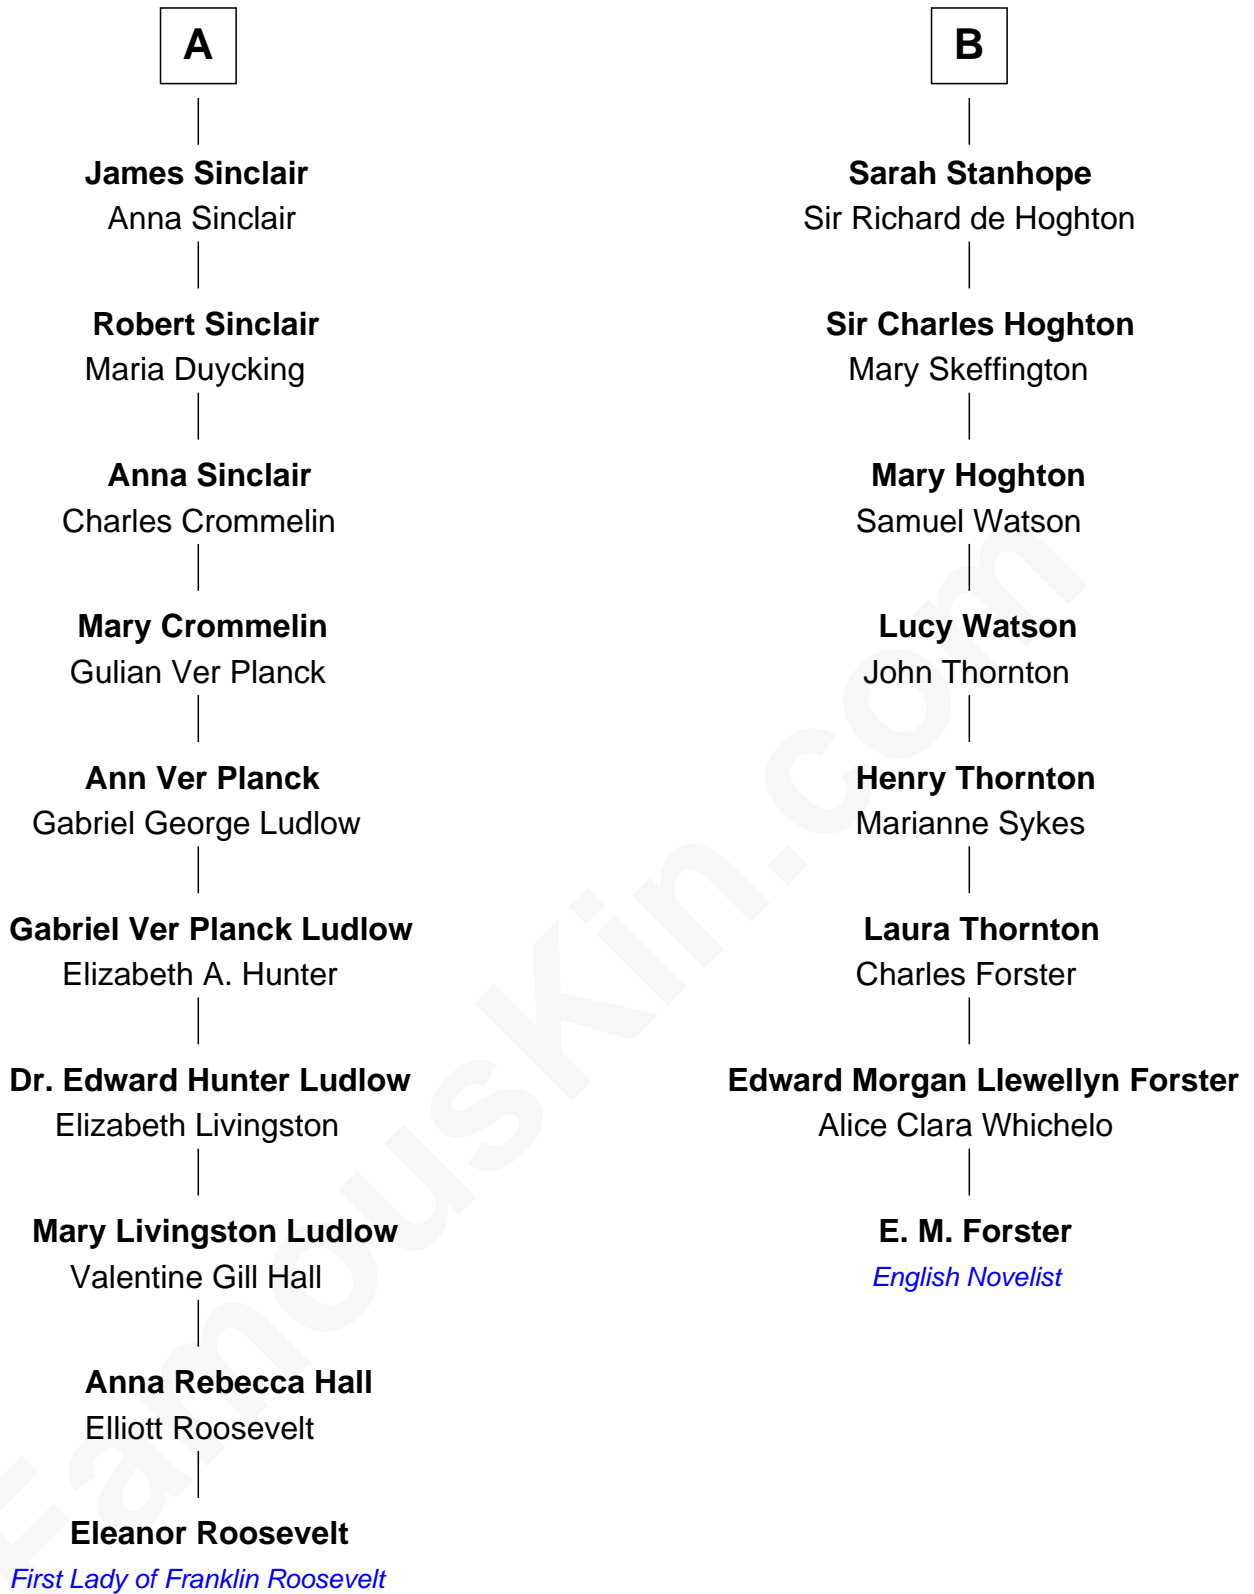 A
James Sinclair
Anna Sinclair
Robert Sinclair
Maria Duycking
Anna Sinclair
Charles Crommelin
Mary Crommelin
Gulian Ver Planck
Ann Ver Planck
Gabriel George Ludlow
Gabriel Ver Planck Ludlow
Elizabeth A. Hunter
Dr. Edward Hunter Ludlow
Elizabeth Livingston
Mary Livingston Ludlow
Valentine Gill Hall
Anna Rebecca Hall
Elliott Roosevelt
Eleanor Roosevelt
First Lady of Franklin Roosevelt
B
Sarah Stanhope
Sir Richard de Hoghton
Sir Charles Hoghton
Mary Skeffington
Mary Hoghton
Samuel Watson
Lucy Watson
John Thornton
Henry Thornton
Marianne Sykes
Laura Thornton
Charles Forster
Edward Morgan Llewellyn Forster
Alice Clara Whichelo
E. M. Forster
English Novelist
FamousKin.com